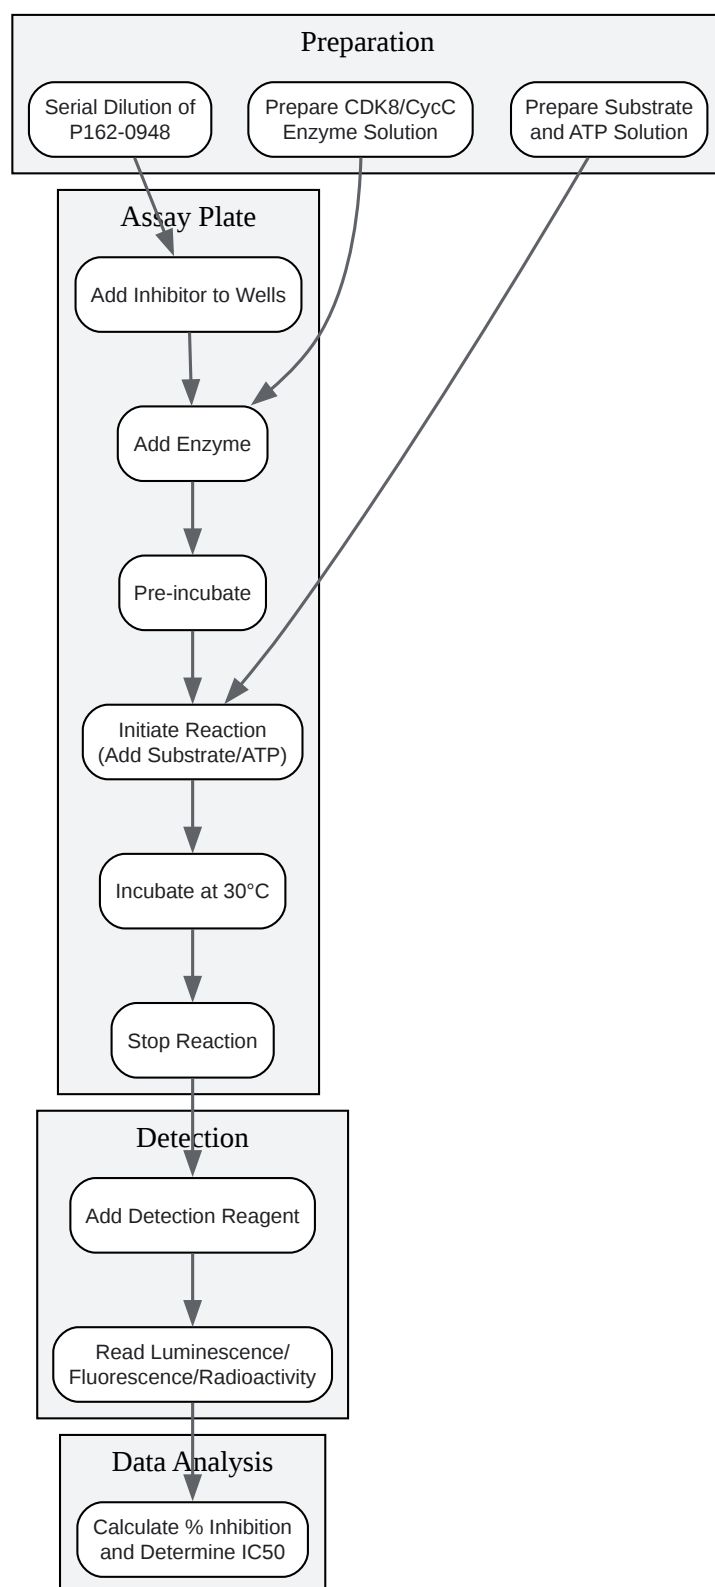 Preparation
Serial Dilution of
P162-0948
Prepare CDK8/CycC
Enzyme Solution
Prepare Substrate
and ATP Solution
Assay Plate
Add Inhibitor to Wells
Add Enzyme
Pre-incubate
Initiate Reaction
(Add Substrate/ATP)
Incubate at 30°C
Stop Reaction
Detection
Add Detection Reagent
Read Luminescence/
Fluorescence/Radioactivity
Data Analysis
Calculate % Inhibition
and Determine IC50